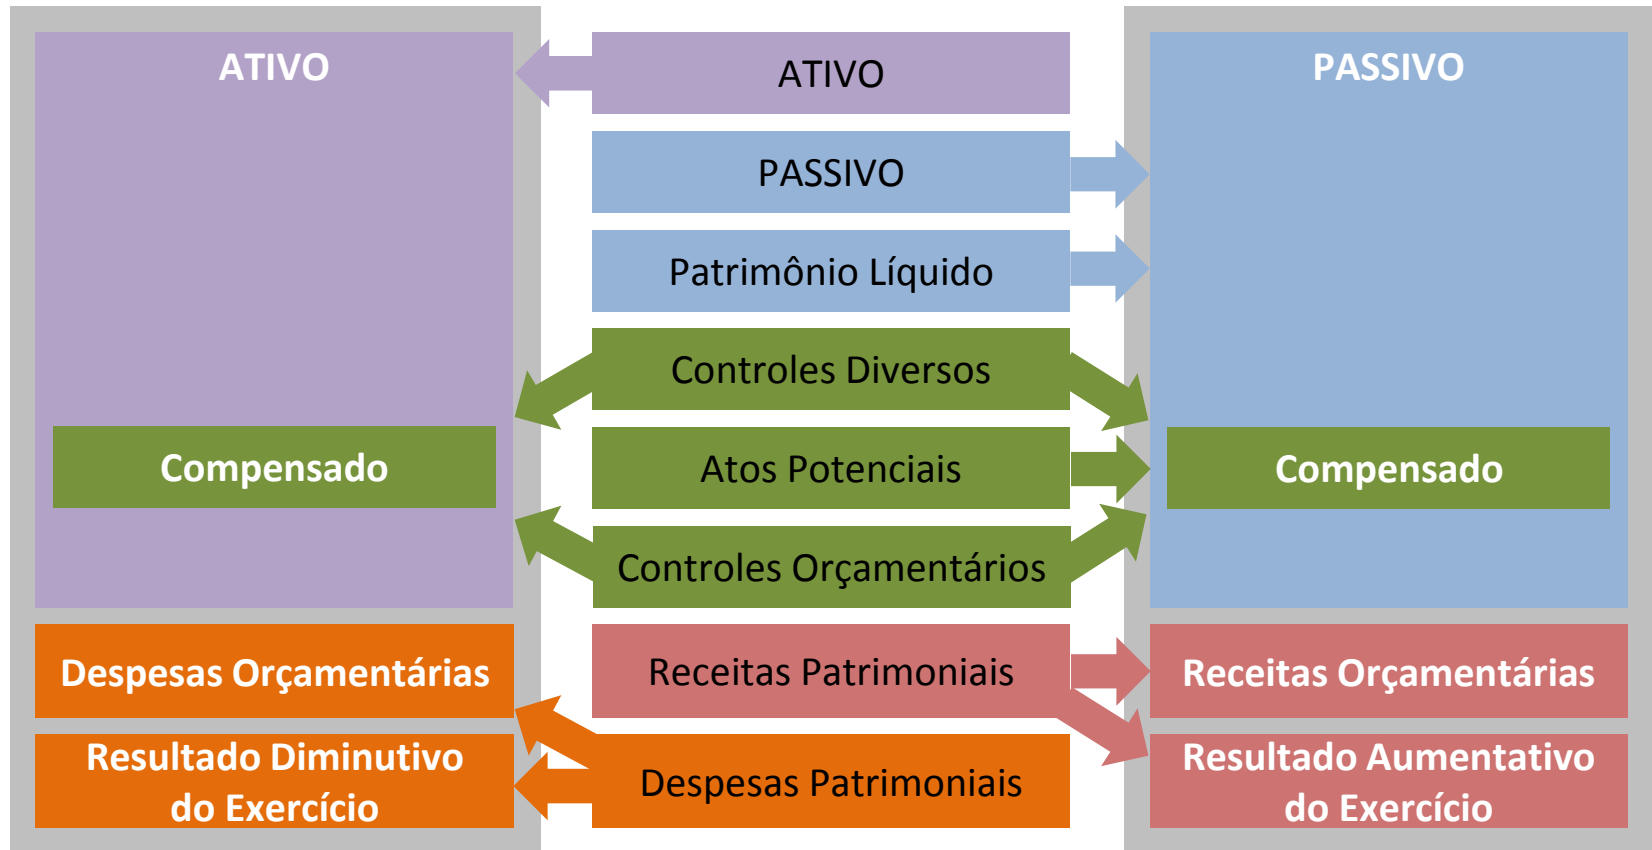 ATIVO
Compensado
Despesas Orçamentárias
Resultado Diminutivo
do Exercício
ATIVO
PASSIVO
Patrimônio Líquido
Controles Diversos
Atos Potenciais
Controles Orçamentários
Receitas Patrimoniais
Despesas Patrimoniais
PASSIVO
Compensado
Receitas Orçamentárias
Resultado Aumentativo
do Exercício